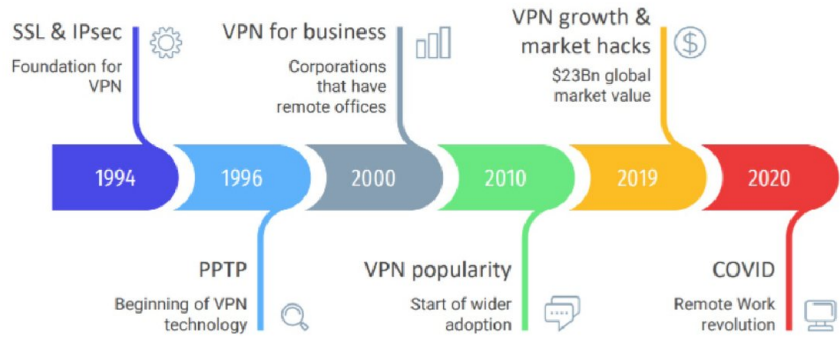 SSL & IPsec
Foundation for
VPN
VPN for business
Corporations
that have
remote offices
VPN growth &
market hacks
$23Bn global
market value
1994
1996
2000
2010
2019
2020
PPTP
Beginning of VPN
technology
VPN popularity
Start of wider
adoption
COVID
Remote Work
revolution